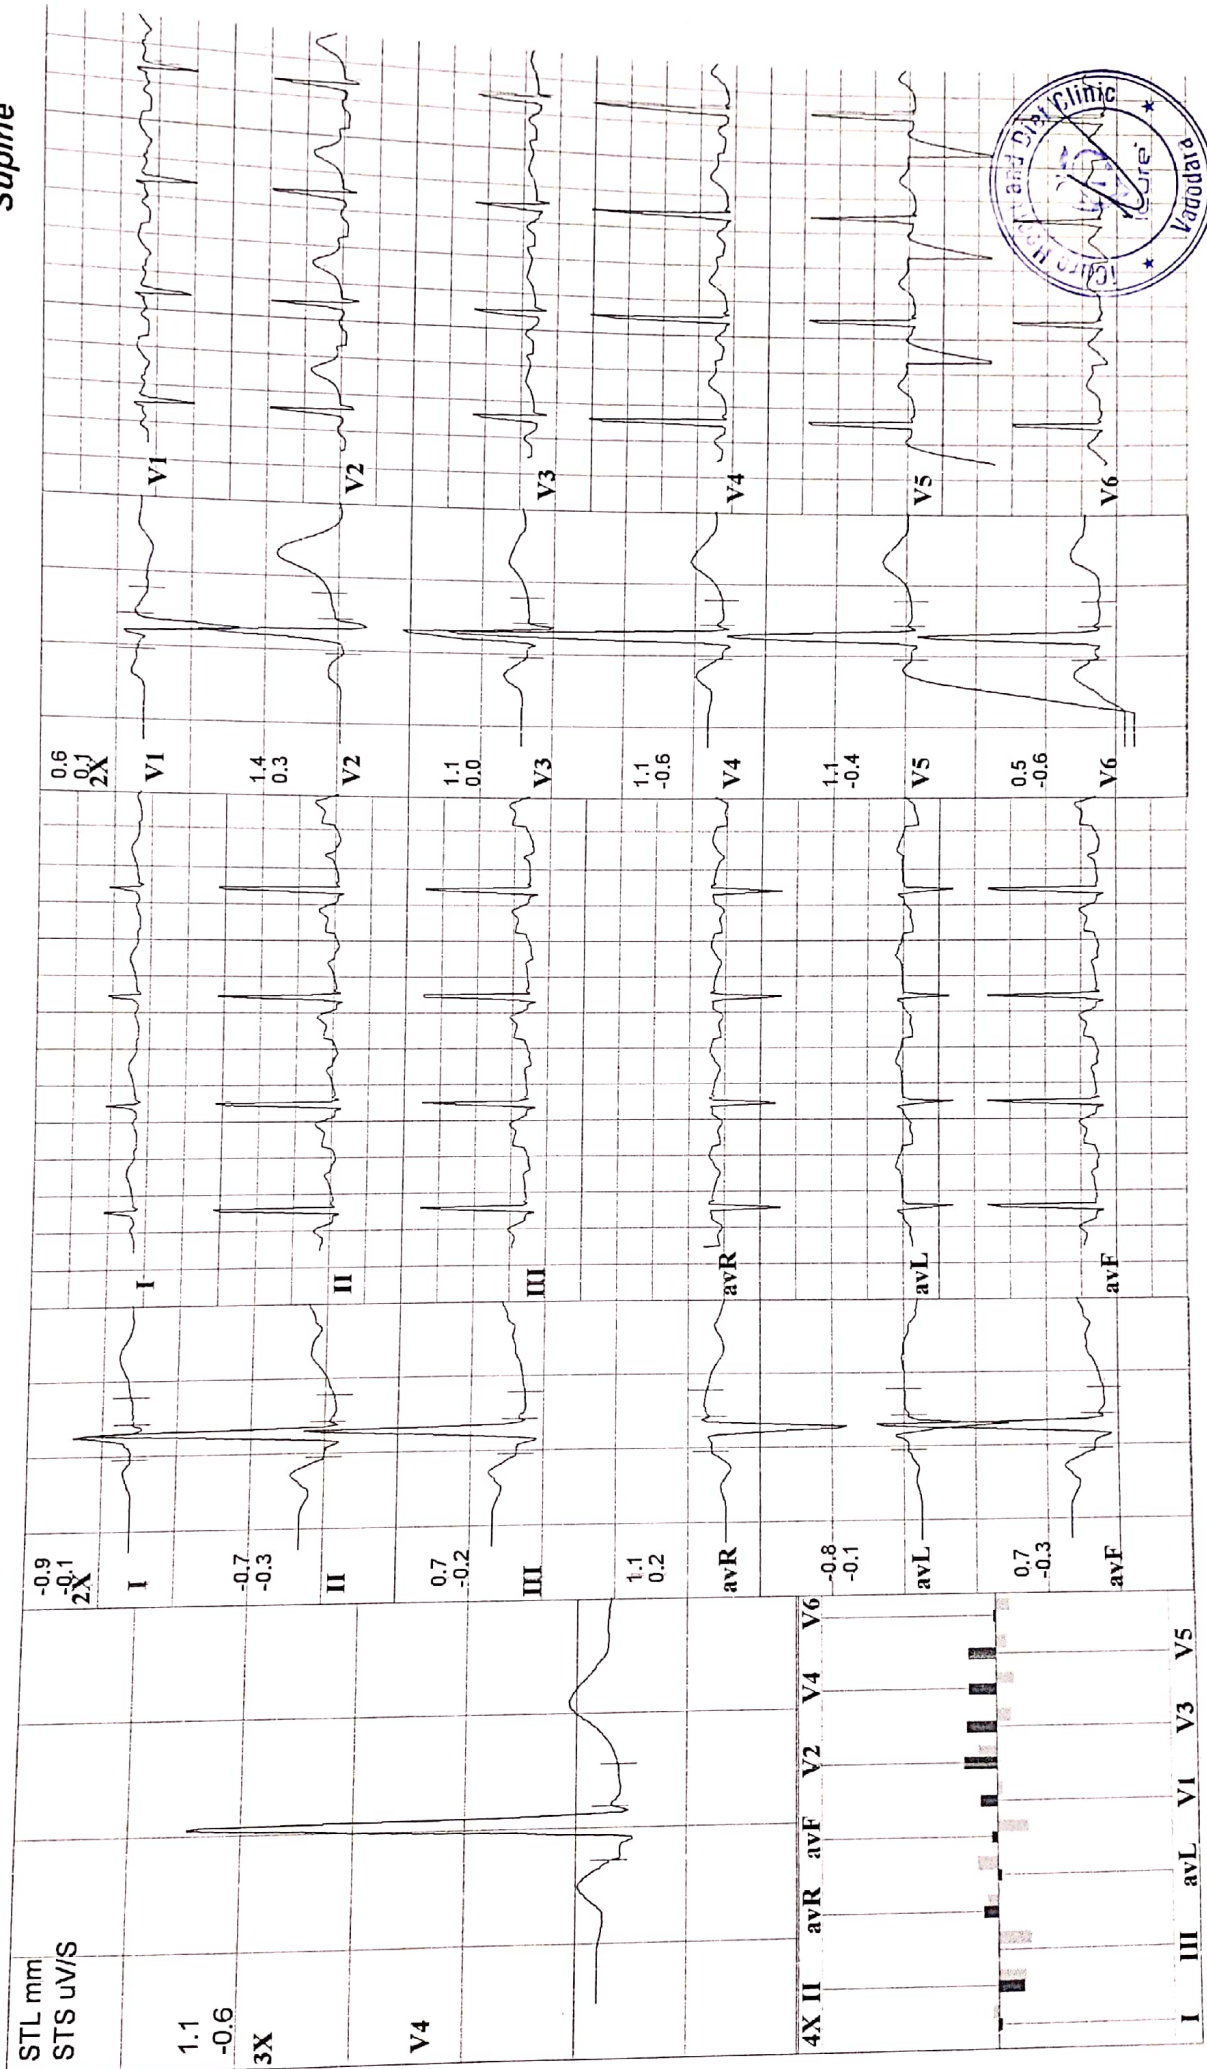 Supine
STL mm
STS uV/S
1.1
-0.6
3X
V4
4X II avR avF V2 V4 V6
I III avL V1 V3 V5
-0.9
-0.1
2X
I
-0.7
-0.3
II
0.7
-0.2
III
1.1
0.2
avR
-0.8
-0.1
avL
0.7
-0.3
avF
I
II
III
avR
avL
avF
0.6
0.1
2X
V1
1.4
0.3
V2
1.1
0.0
V3
1.1
-0.6
V4
1.1
-0.4
V5
0.5
-0.6
V6
V1
V2
V3
V4
V5
V6
and Diet Clinic
Vadodara